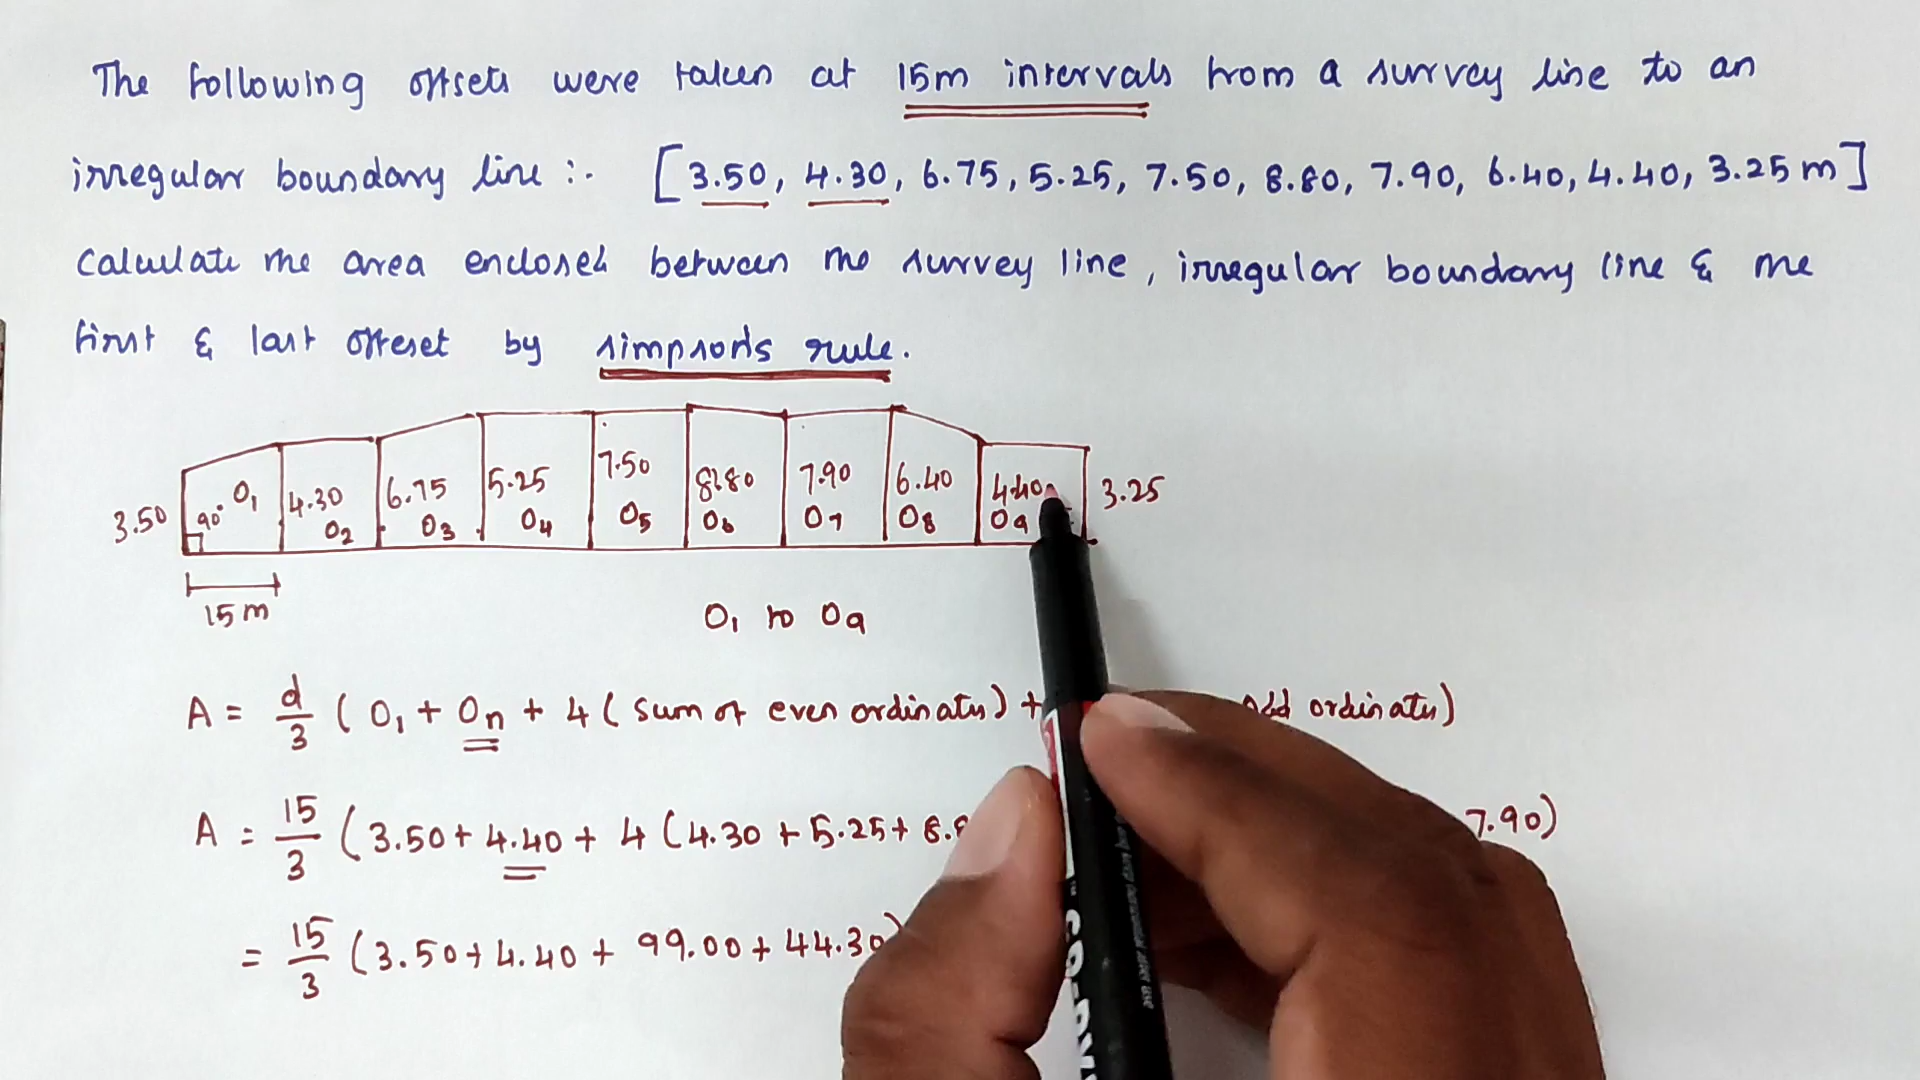 The following offsets were taken at 15m intervals from a survey line to an
irregular boundary line :- [3.50, 4.30, 6.75, 5.25, 7.50, 8.80, 7.90, 6.40, 4.40, 3.25 m]
Calculate the area enclosed between the survey line, irregular boundary line & the
first & last offset by simpson's rule.
3.50 90° O1 4.30 O2 6.75 O3 5.25 O4 7.50 O5 8.80 O6 7.90 O7 6.40 O8 4.40 O9 3.25
15 m
O1 to O9
A = d/3 ( O1 + On + 4 ( sum of even ordinates) + odd ordinates)
A = 15/3 (3.50 + 4.40 + 4 (4.30 + 5.25 + 8. 7.90)
= 15/3 (3.50 + 4.40 + 99.00 + 44.30)